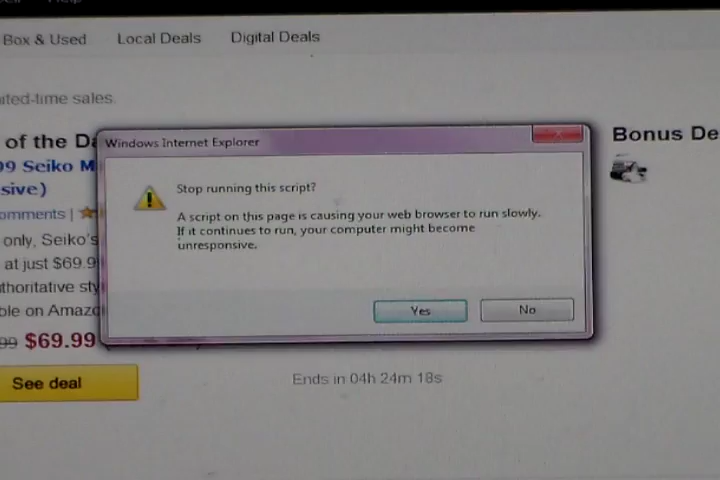 Box & Used Local Deals Digital Deals
ited-time sales.
of the Da
Windows Internet Explorer
Bonus De
99 Seiko M
sive)
Stop running this script?
omments |
A script on this page is causing your web browser to run slowly.
If it continues to run, your computer might become
unresponsive.
only, Seiko's
at just $69.9
thoritative sty
ble on Amazo
Yes No
99 $69.99
See deal
Ends in 04h 24m 18s